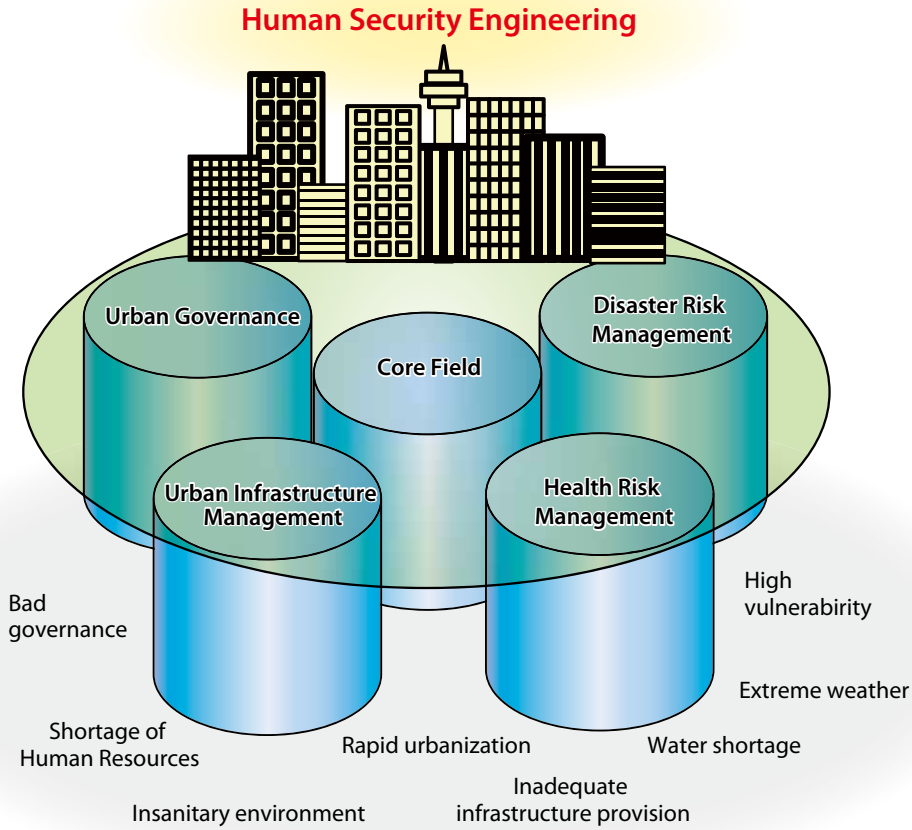 Human Security Engineering
Urban Governance
Disaster Risk
Management
Core Field
Urban Infrastructure
Management
Health Risk
Management
Bad
governance
High
vulnerabirity
Extreme weather
Shortage of
Human Resources
Rapid urbanization
Water shortage
Insanitary environment
Inadequate
infrastructure provision